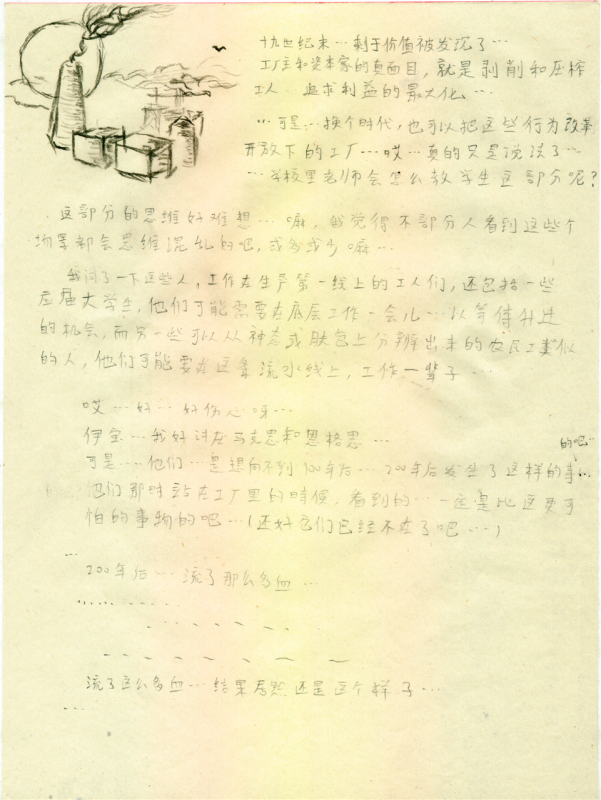 十九世纪末… 剩于价值被发现了…
工厂主和资本家的真面目，就是剥削和压榨
工人 追求利益的最大化…
…可是…换个时代，也可以把这些行为改革
开放下的工厂…哎…真的只是说法了…
…学校里老师会怎么教学生这部分呢？
．这部分的思维好难想…嘛，我觉得不部分人看到这些个
场景都会思维混乱的吧，或多或少嘛…
我问了一下这些人，工作在生产第一线上的工人们，还包括一些
应届大学生，他们可能需要在底层工作一会儿…以等待升迁
的机会，而另一些可以从神态或肤色上分辨出来的农民工类似
的人，他们可能要在这条流水线上，工作一辈子…
哎…好…好伤心呀…
伊宝…我好讨 马克思和恩格思…
的吧
可是…他们…是想向不到100年后…200年后发生了这样的事…
他们那时站在工厂里的时候，看到的…一定是比这更可
怕的事物的吧…(还好它们已经不在了吧…)
…
200年后…流了那么多血…
流了这么多血…结果居然还是这个样子…
…